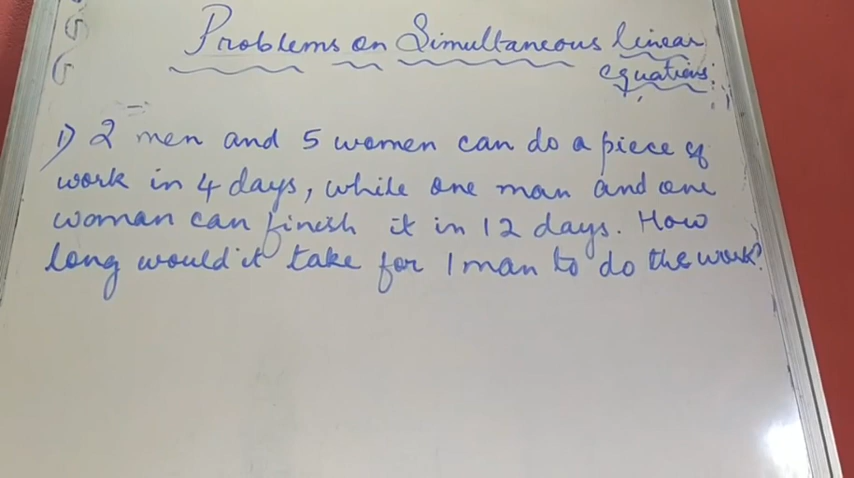 Problems on Simultaneous linear
equations:
1) 2 men and 5 women can do a piece of
work in 4 days, while one man and one
woman can finish it in 12 days. How
long would it take for 1 man to do the work?